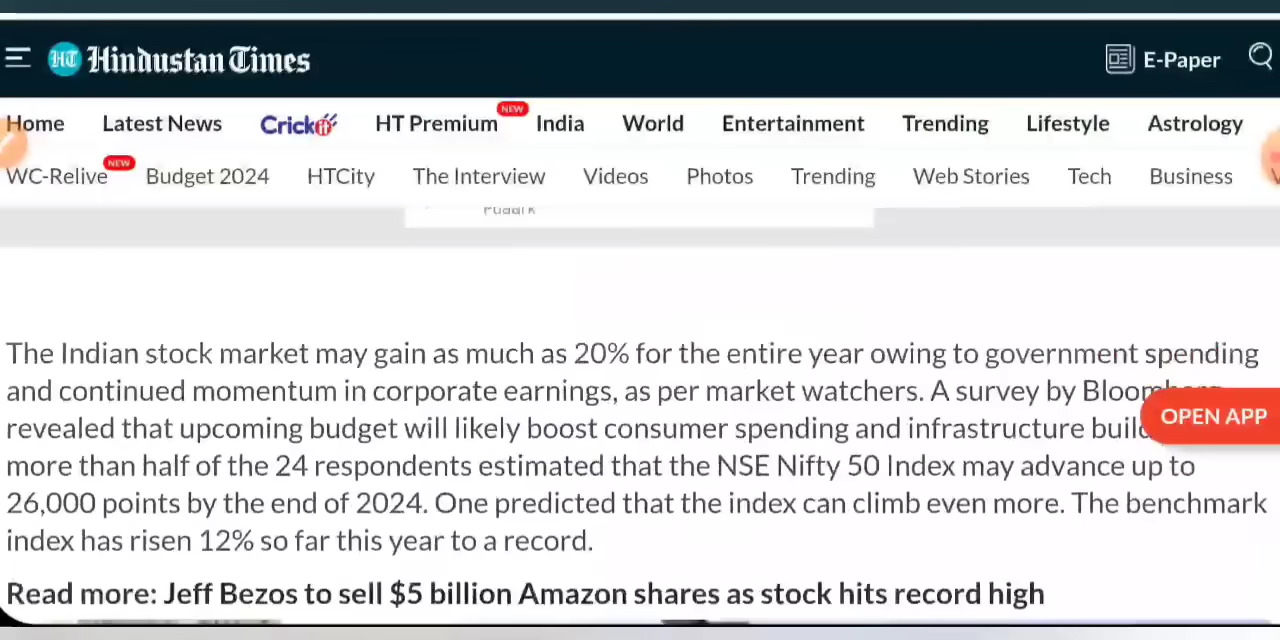 Hindustan Times E-Paper
Home Latest News Crickit HT Premium NEW India World Entertainment Trending Lifestyle Astrology
WC-Relive NEW Budget 2024 HTCity The Interview Videos Photos Trending Web Stories Tech Business
The Indian stock market may gain as much as 20% for the entire year owing to government spending
and continued momentum in corporate earnings, as per market watchers. A survey by
revealed that upcoming budget will likely boost consumer spending and infrastructure
OPEN APP
more than half of the 24 respondents estimated that the NSE Nifty 50 Index may advance up to
26,000 points by the end of 2024. One predicted that the index can climb even more. The benchmark
index has risen 12% so far this year to a record.
Read more: Jeff Bezos to sell $5 billion Amazon shares as stock hits record high